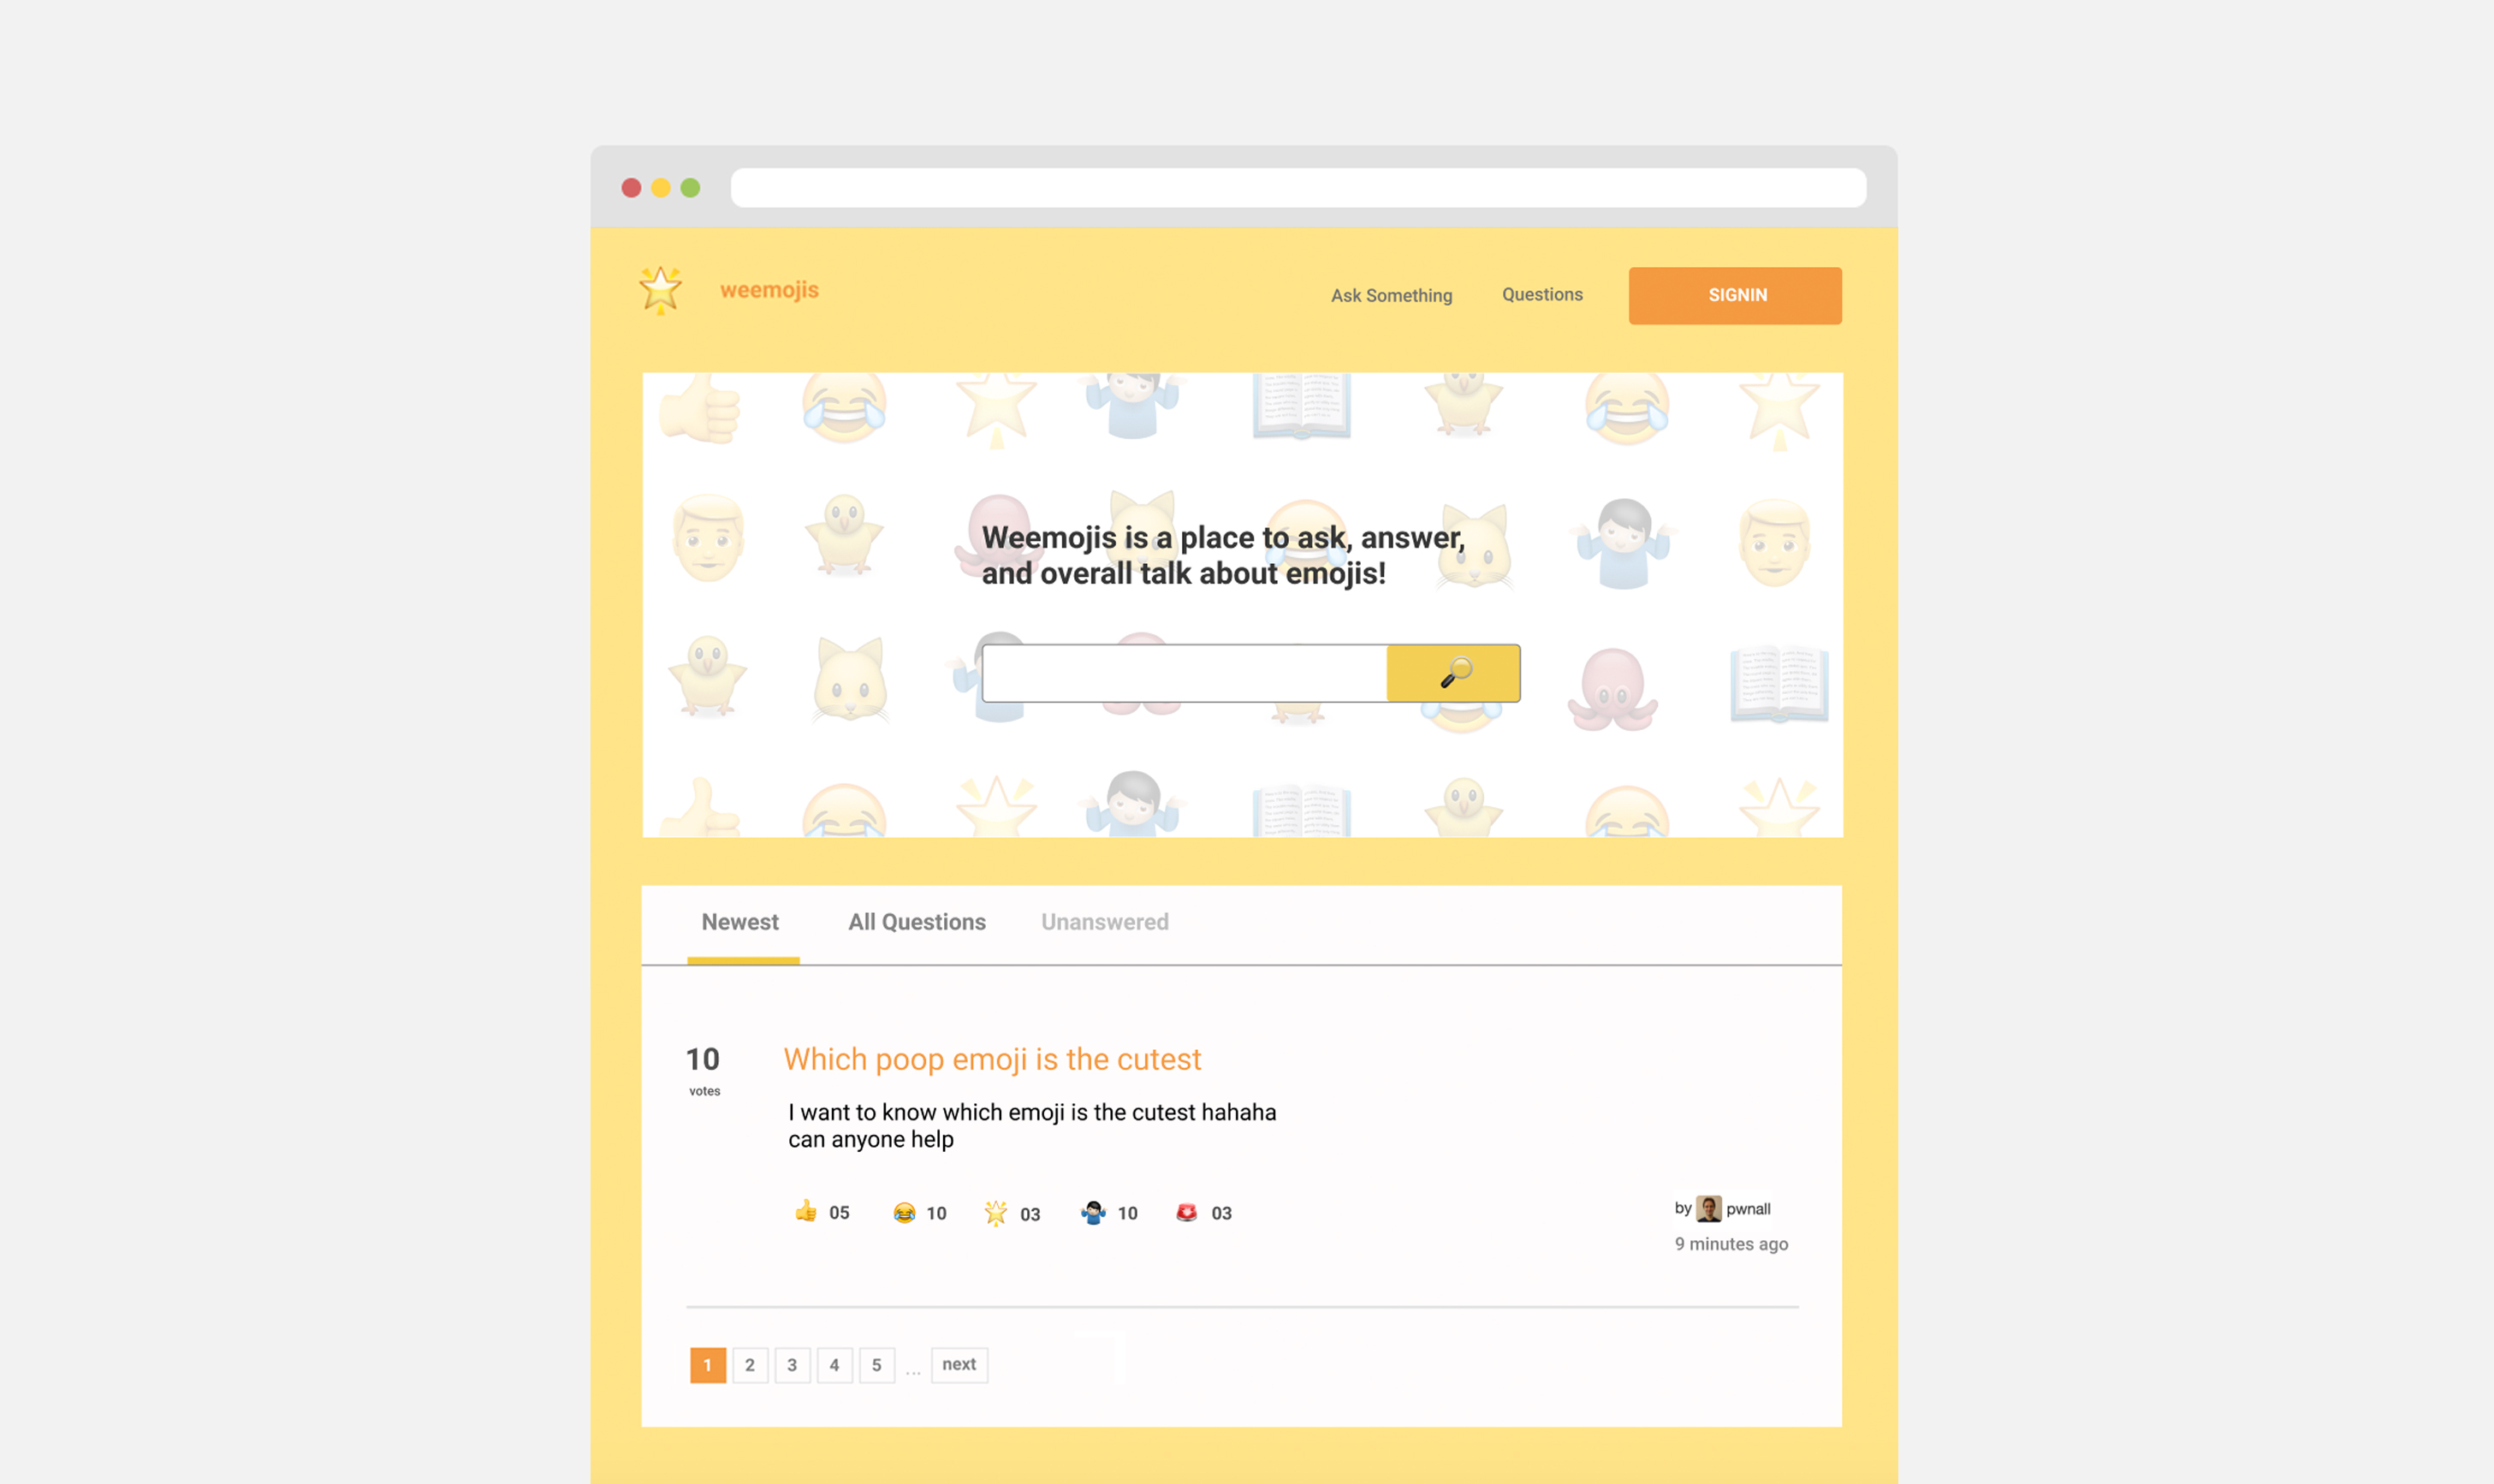 weemojis
Ask Something
Questions
SIGNIN
Weemojis is a place to ask, answer,
and overall talk about emojis!
Newest
All Questions
Unanswered
10
votes
Which poop emoji is the cutest
I want to know which emoji is the cutest hahaha
can anyone help
05
10
03
10
03
by pwnall
9 minutes ago
1
2
3
4
5
...
next